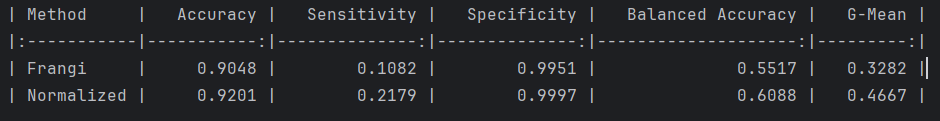 | Method     |   Accuracy |   Sensitivity |   Specificity |   Balanced Accuracy |   G-Mean |
|:-----------|-----------:|--------------:|--------------:|--------------------:|---------:|
| Frangi     |     0.9048 |        0.1082 |        0.9951 |              0.5517 |   0.3282 |
| Normalized |     0.9201 |        0.2179 |        0.9997 |              0.6088 |   0.4667 |